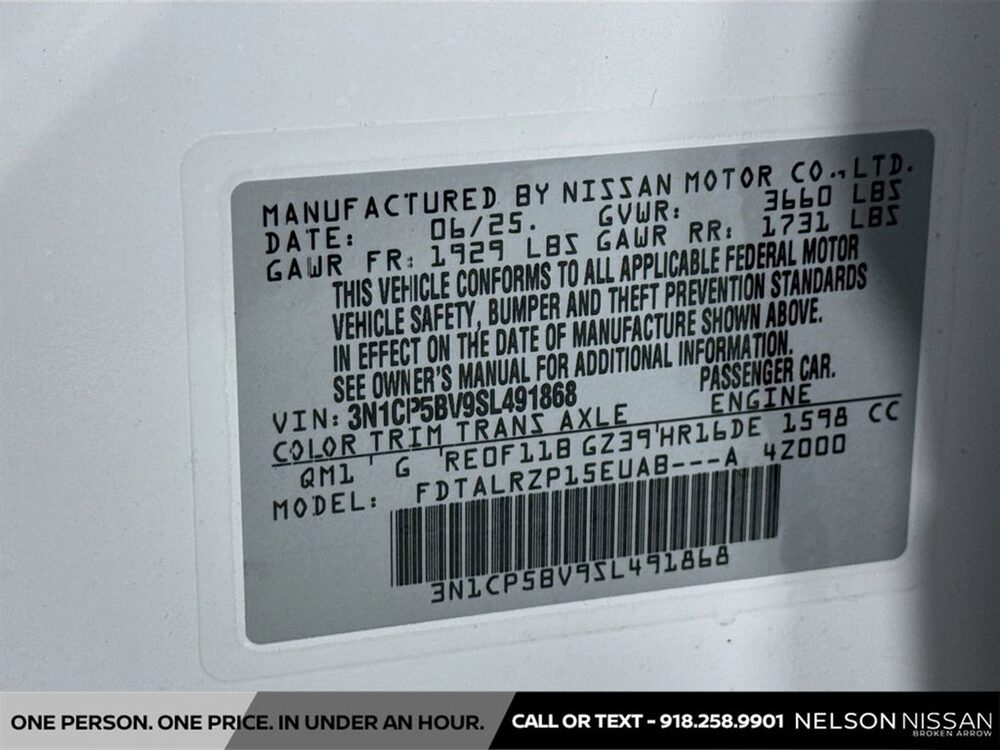 MANUFACTURED BY NISSAN MOTOR CO.,LTD.
DATE: 06/25. GVWR: 3660 LBS
GAWR FR: 1929 LBS GAWR RR: 1731 LBS
THIS VEHICLE CONFORMS TO ALL APPLICABLE FEDERAL MOTOR
VEHICLE SAFETY, BUMPER AND THEFT PREVENTION STANDARDS
IN EFFECT ON THE DATE OF MANUFACTURE SHOWN ABOVE.
SEE OWNER'S MANUAL FOR ADDITIONAL INFORMATION.
VIN: 3N1CP5BV9SL491868 PASSENGER CAR.
COLOR TRIM TRANS AXLE ENGINE
QM1 ' G RE0F11B GZ39'HR16DE 1598 CC
MODEL: FDTALRZP15EUAB---A 4Z000
3N1CP5BV9SL491868
ONE PERSON. ONE PRICE. IN UNDER AN HOUR. CALL OR TEXT - 918.258.9901 NELSON NISSAN
BROKEN ARROW